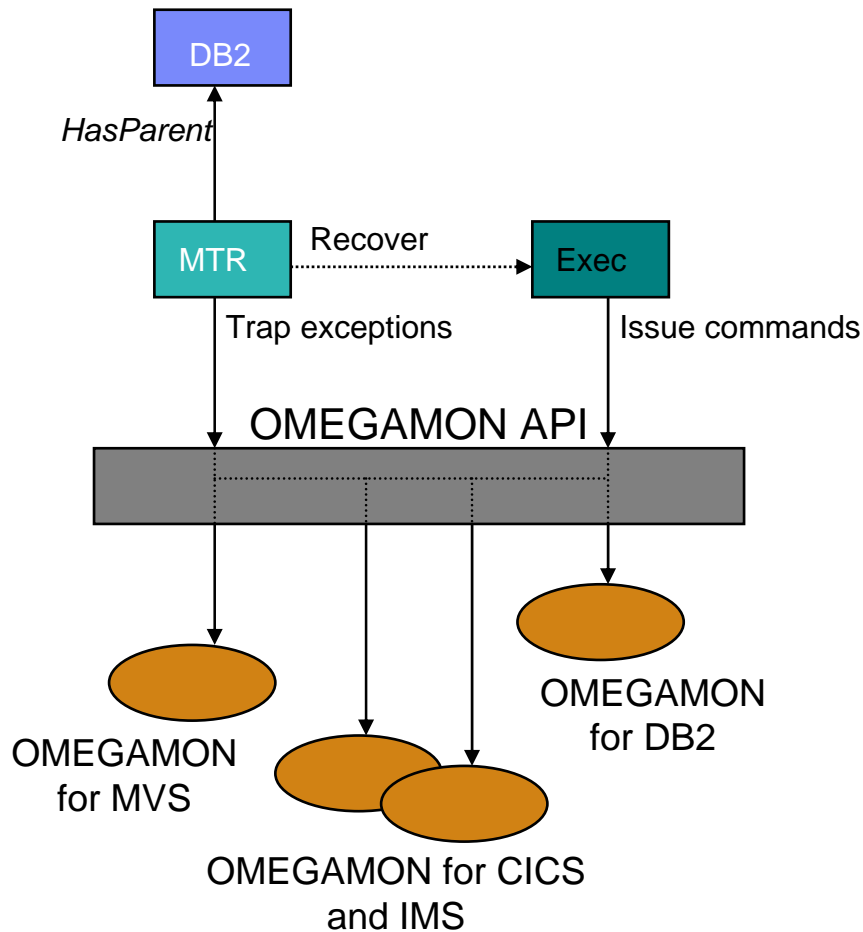 DB2
HasParent
MTR
Recover
Exec
Trap exceptions
Issue commands
OMEGAMON API
OMEGAMON
for DB2
OMEGAMON
for MVS
OMEGAMON for CICS
and IMS